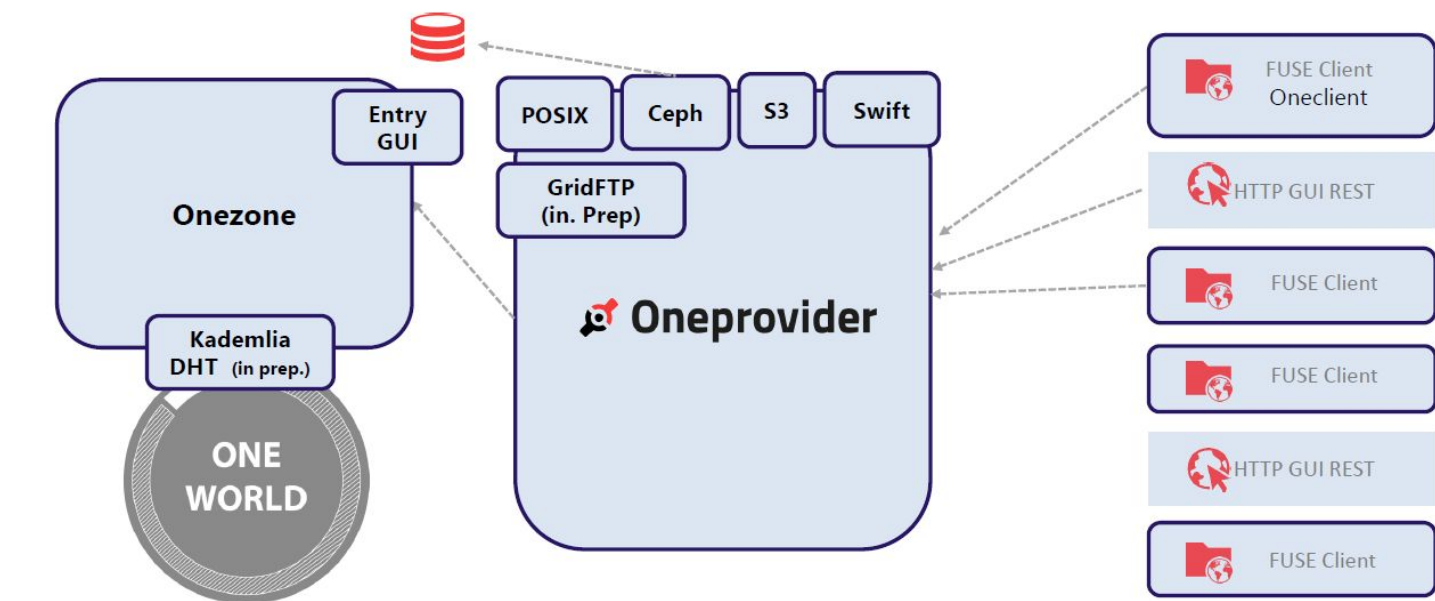 Entry
GUI
Onezone
Kademlia
DHT (in prep.)
ONE
WORLD
POSIX
Ceph
S3
Swift
GridFTP
(in. Prep)
Oneprovider
FUSE Client
Oneclient
HTTP GUI REST
FUSE Client
FUSE Client
HTTP GUI REST
FUSE Client